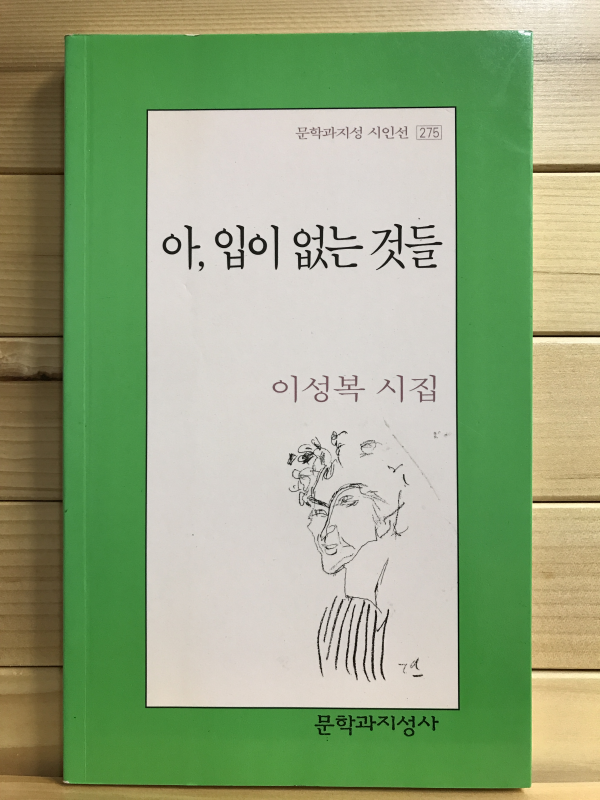 문학과지성 시인선 275
아, 입이 없는 것들
이성복 시집
문학과지성사